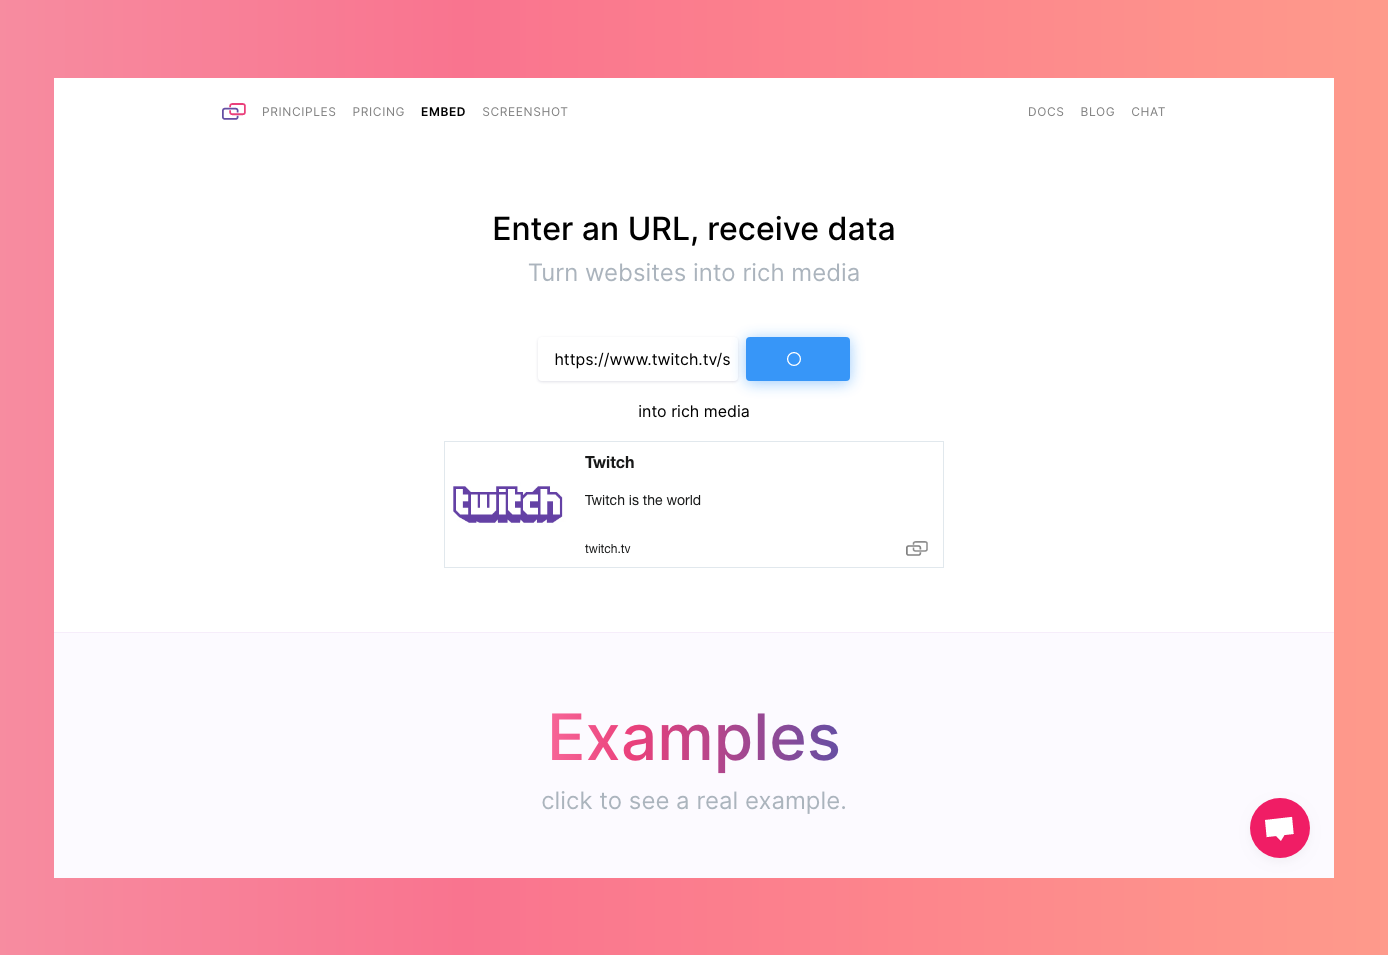 PRINCIPLES PRICING EMBED SCREENSHOT DOCS BLOG CHAT
Enter an URL, receive data
Turn websites into rich media
https://www.twitch.tv/s
into rich media
Twitch
twitch
Twitch is the world
twitch.tv
Examples
click to see a real example.